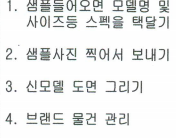 1. 샘플들어오면 모델명 및
사이즈등 스펙을 택달기
2. 샘플사진 찍어서 보내기
3. 신모델 도면 그리기
4. 브랜드 물건 관리